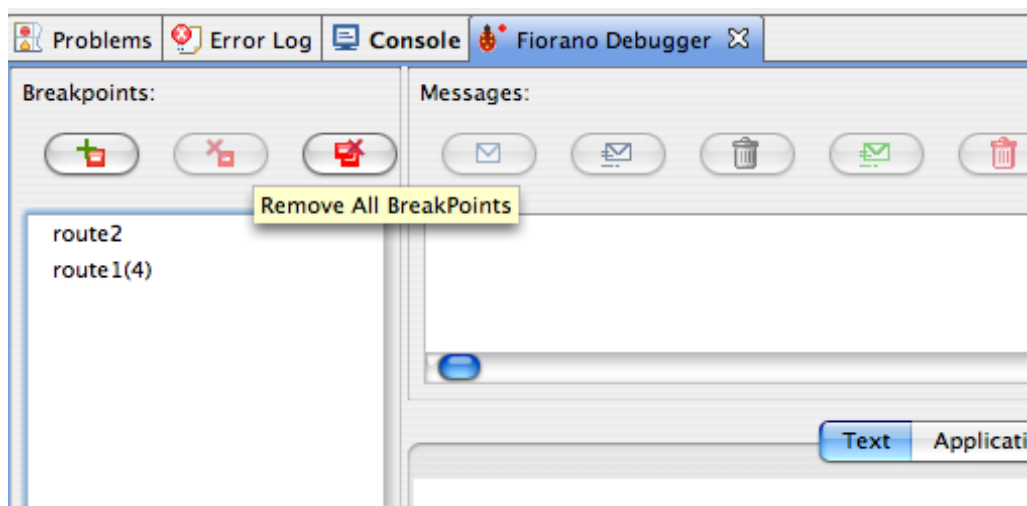 Problems Error Log Console Fiorano Debugger
Breakpoints:
Messages:
Remove All BreakPoints
route2
route1(4)
Text Applicati